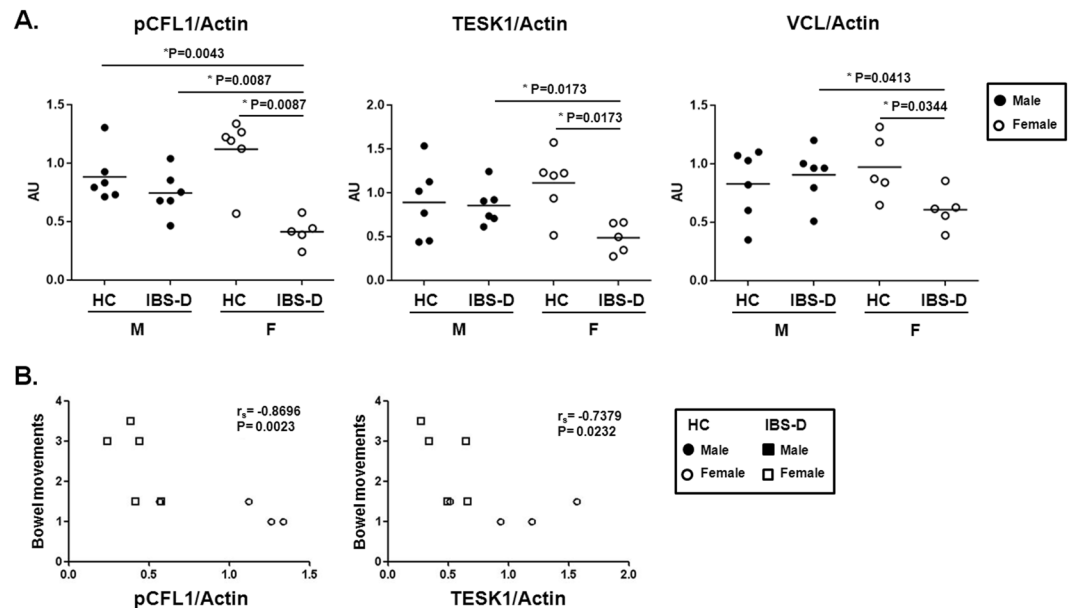 A.
pCFL1/Actin
TESK1/Actin
VCL/Actin
*P=0.0043
* P=0.0087
* P=0.0087
AU
1.5
1.0
0.5
0.0
HC IBS-D HC IBS-D
M F
* P=0.0173
* P=0.0173
AU
2.0
1.5
1.0
0.5
0.0
HC IBS-D HC IBS-D
M F
* P=0.0413
* P=0.0344
AU
1.5
1.0
0.5
0.0
HC IBS-D HC IBS-D
M F
Male
Female
B.
Bowel movements
4
3
2
1
0
rs= -0.8696
P=0.0023
0.0 0.5 1.0 1.5
pCFL1/Actin
Bowel movements
4
3
2
1
0
rs= -0.7379
P=0.0232
0.0 0.5 1.0 1.5 2.0
TESK1/Actin
HC IBS-D
Male Male
Female Female